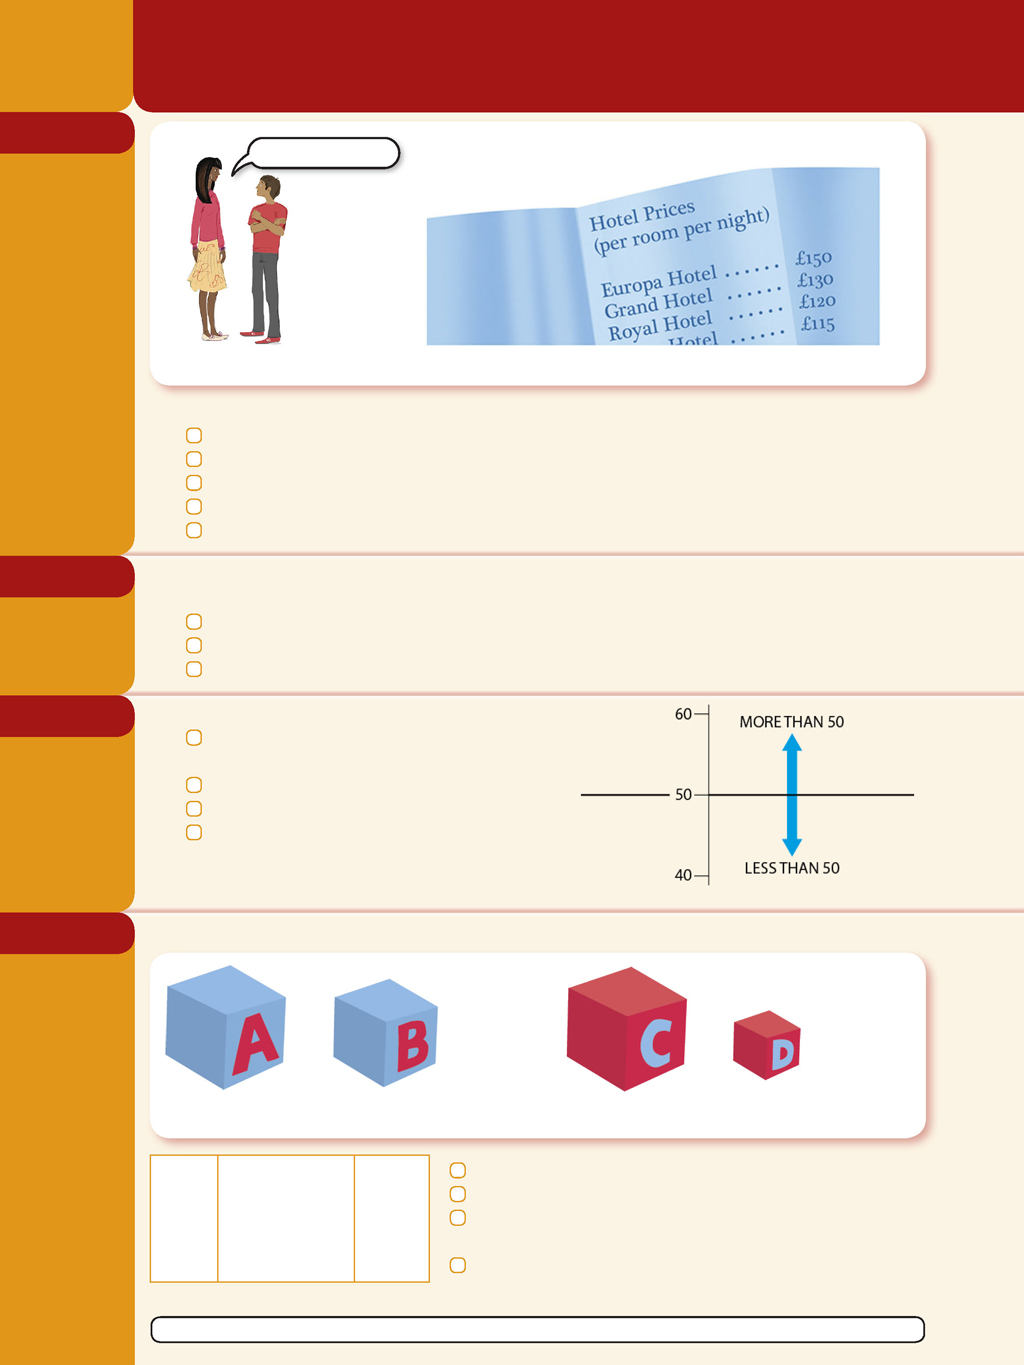 Hotel Prices
(per room per night)
Europa Hotel ...... £150
Grand Hotel ...... £130
Royal Hotel ...... £120
Hotel ...... £115
60
MORE THAN 50
50
LESS THAN 50
40
A
B
C
D